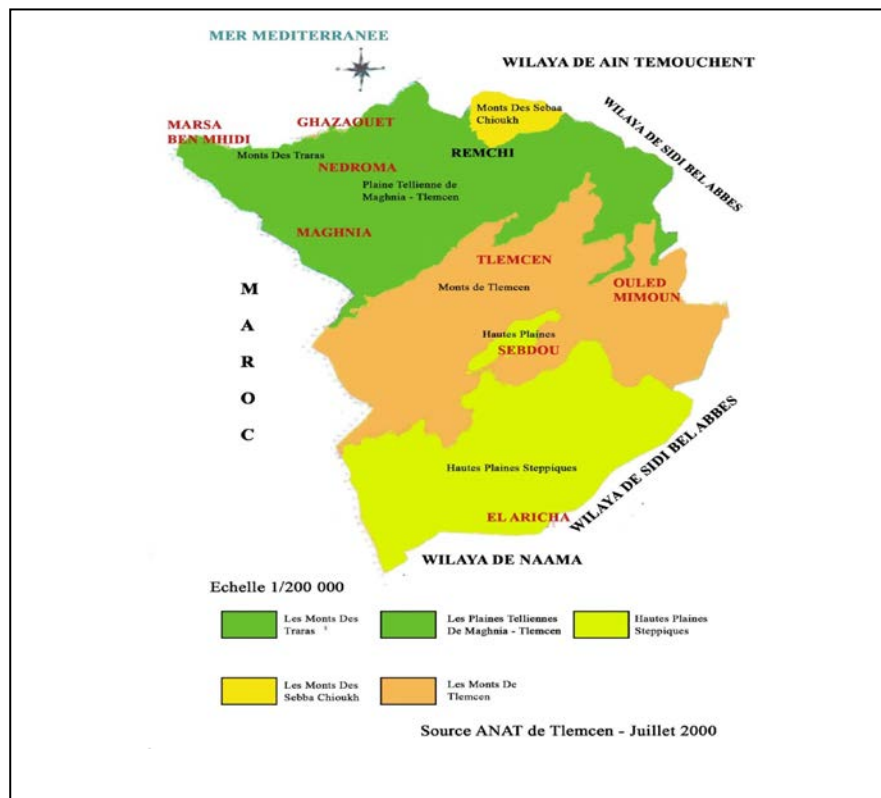 MER MEDITERRANEE
WILAYA DE AIN TEMOUCHENT
WILAYA DE SIDI BEL ABBES
Monts Des Sebaa
Chioukh
MARSA
BEN MHIDI
GHAZAOUET
REMCHI
Monts Des Traras
NEDROMA
Plaine Tellienne de
Maghnia - Tlemcen
MAGHNIA
TLEMCEN
Monts de Tlemcen
OULED
MIMOUN
M
A
R
O
C
Hautes Plaines
SEBDOU
Hautes Plaines Steppiques
WILAYA DE SIDI BEL ABBES
EL ARICHA
WILAYA DE NAAMA
Echelle 1/200 000
Les Monts Des
Traras
Les Plaines Telliennes
De Maghnia - Tlemcen
Hautes Plaines
Steppiques
Les Monts Des
Sebba Chioukh
Les Monts De
Tlemcen
Source ANAT de Tlemcen - Juillet 2000